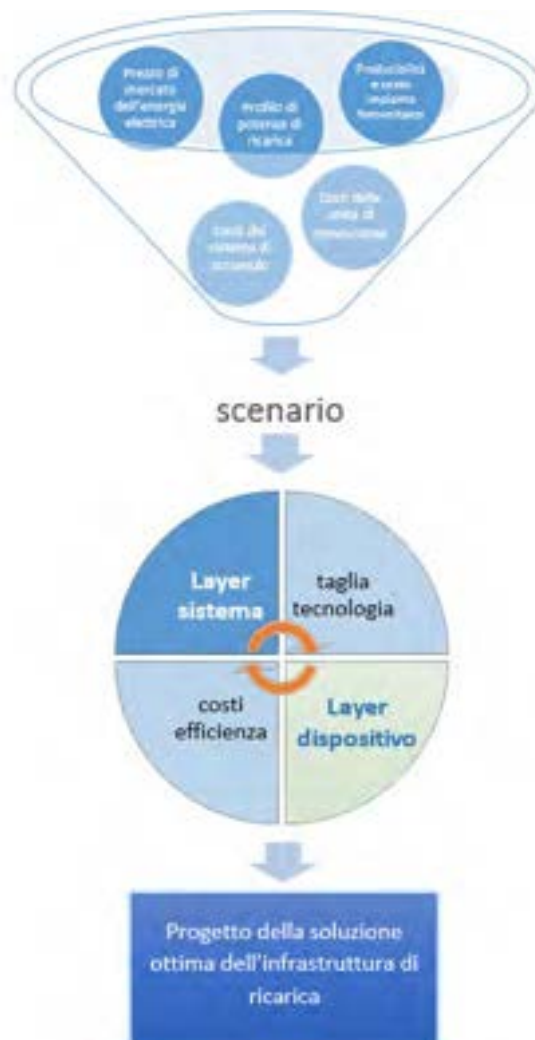 Prezzo di
mercato
dell'energia
elettrica
Profilo di
potenza di
ricarica
Producibilità
e costo
impianto
fotovoltaico
Costi del
sistema di
accumulo
Costi delle
unità di
scenario
Layer
sistema
taglia
tecnologia
costi
efficienza
Layer
dispositivo
Progetto della soluzione
ottima dell'infrastruttura di
ricarica